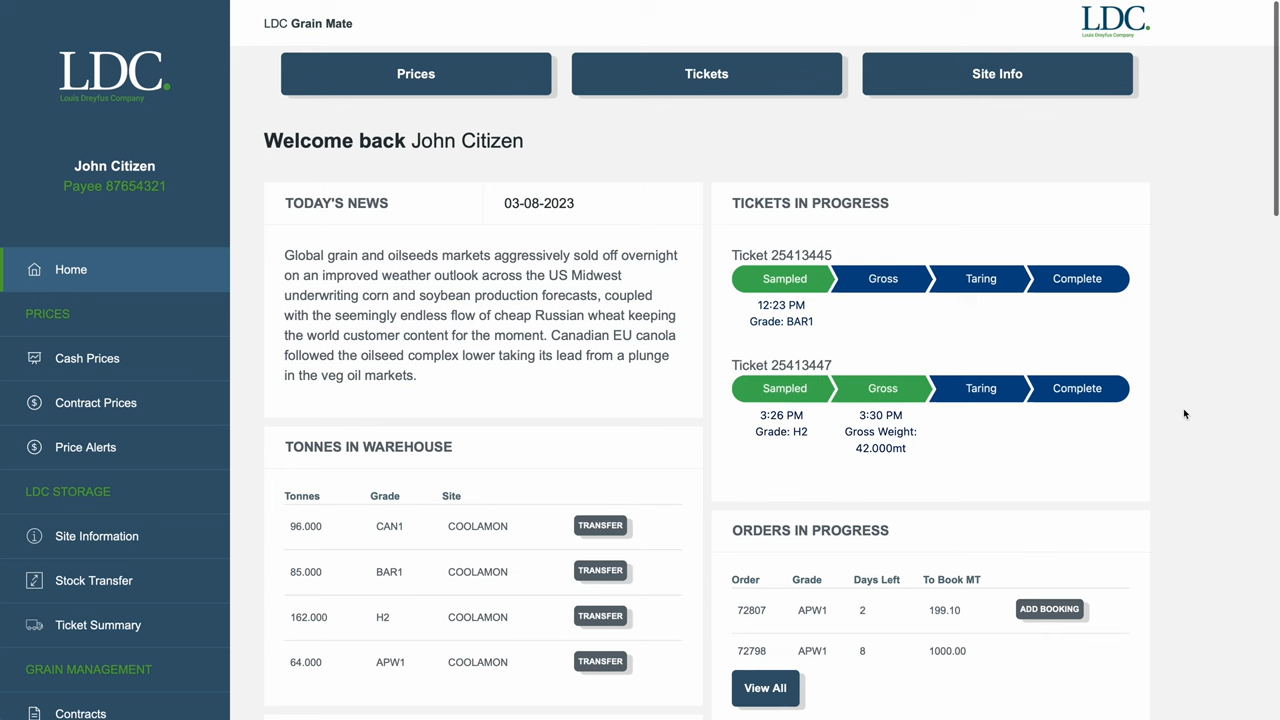 LDC.
Louis Dreyfus Company
John Citizen
Payee 87654321
Home
PRICES
Cash Prices
Contract Prices
Price Alerts
LDC STORAGE
Site Information
Stock Transfer
Ticket Summary
GRAIN MANAGEMENT
Contracts
LDC Grain Mate
LDC.
Louis Dreyfus Company
Prices
Tickets
Site Info
Welcome back John Citizen
TODAY'S NEWS
03-08-2023
Global grain and oilseeds markets aggressively sold off overnight
on an improved weather outlook across the US Midwest
underwriting corn and soybean production forecasts, coupled
with the seemingly endless flow of cheap Russian wheat keeping
the world customer content for the moment. Canadian EU canola
followed the oilseed complex lower taking its lead from a plunge
in the veg oil markets.
TONNES IN WAREHOUSE
Tonnes Grade Site
96.000 CAN1 COOLAMON TRANSFER
85.000 BAR1 COOLAMON TRANSFER
162.000 H2 COOLAMON TRANSFER
64.000 APW1 COOLAMON TRANSFER
TICKETS IN PROGRESS
Ticket 25413445
Sampled Gross Taring Complete
12:23 PM
Grade: BAR1
Ticket 25413447
Sampled Gross Taring Complete
3:26 PM 3:30 PM
Grade: H2 Gross Weight:
42.000mt
ORDERS IN PROGRESS
Order Grade Days Left To Book MT
72807 APW1 2 199.10 ADD BOOKING
72798 APW1 8 1000.00
View All